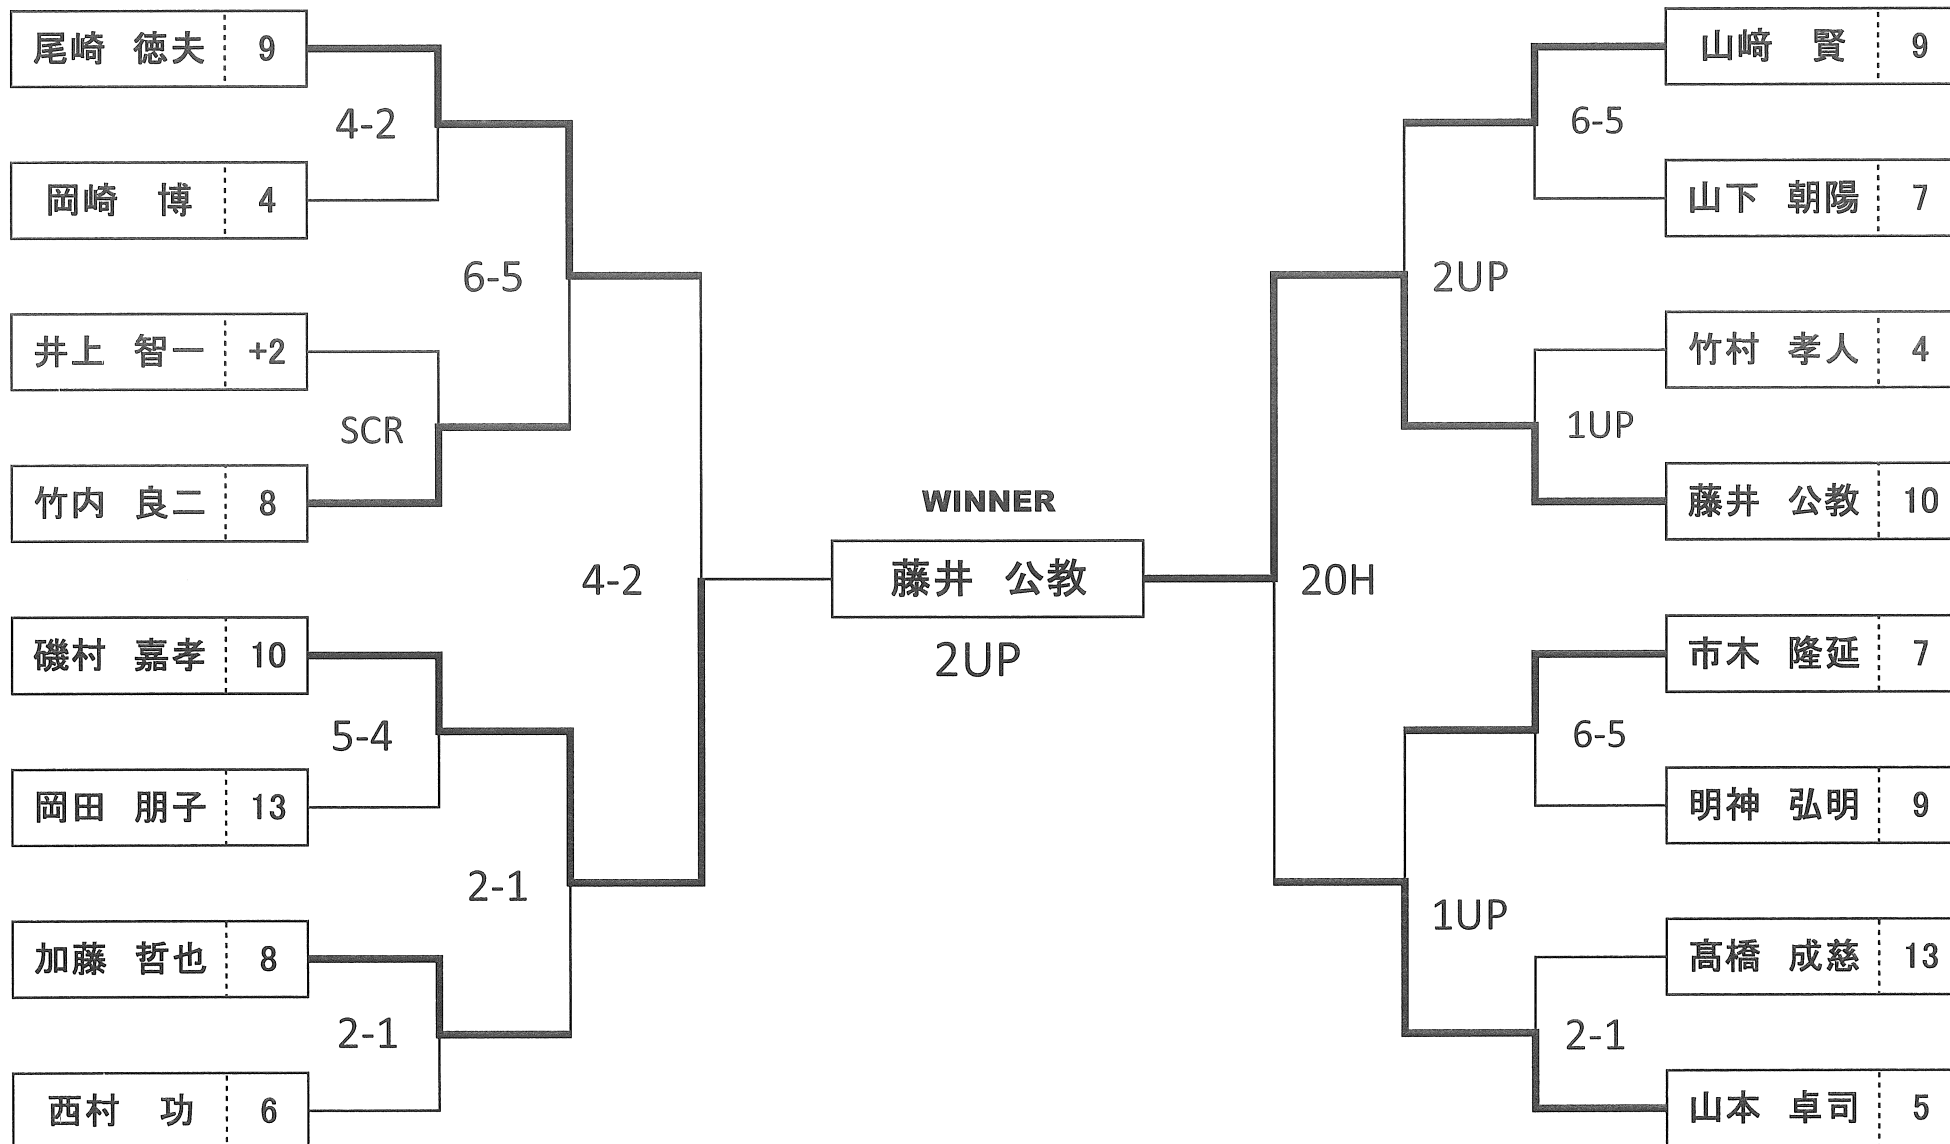 尾崎 徳夫 9
4-2
岡崎 博 4
6-5
井上 智一 +2
SCR
竹内 良二 8
4-2
磯村 嘉孝 10
5-4
岡田 朋子 13
2-1
加藤 哲也 8
2-1
西村 功 6
WINNER
藤井 公教
2UP
山﨑 賢 9
6-5
山下 朝陽 7
2UP
竹村 孝人 4
1UP
藤井 公教 10
20H
市木 隆延 7
6-5
明神 弘明 9
1UP
髙橋 成慈 13
2-1
山本 卓司 5